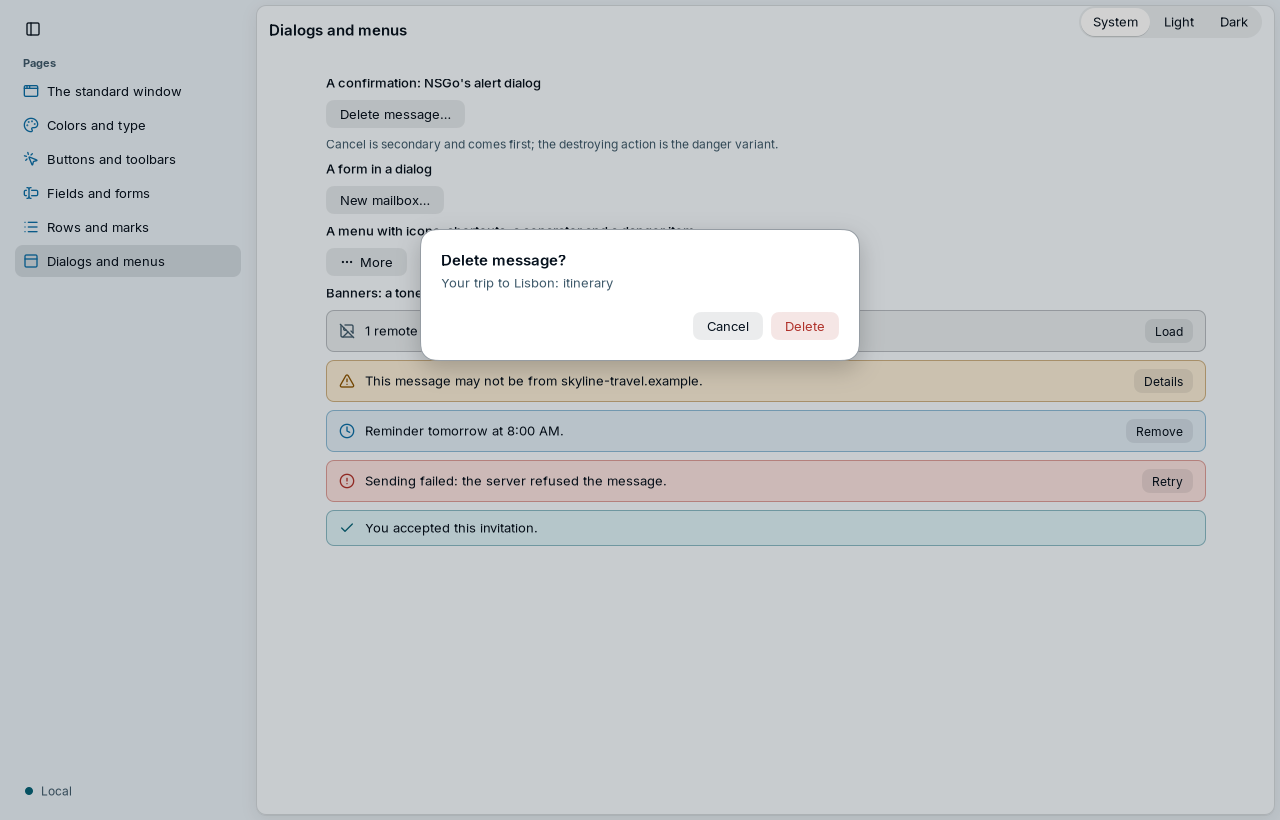 Dialogs and menus
System
Light
Dark
Pages
The standard window
Colors and type
Buttons and toolbars
Fields and forms
Rows and marks
Dialogs and menus
Local
A confirmation: NSGo's alert dialog
Delete message...
Cancel is secondary and comes first; the destroying action is the danger variant.
A form in a dialog
New mailbox...
A menu with
More
Banners: a tone
Delete message?
Your trip to Lisbon: itinerary
Cancel
Delete
1 remote
Load
This message may not be from skyline-travel.example.
Details
Reminder tomorrow at 8:00 AM.
Remove
Sending failed: the server refused the message.
Retry
You accepted this invitation.